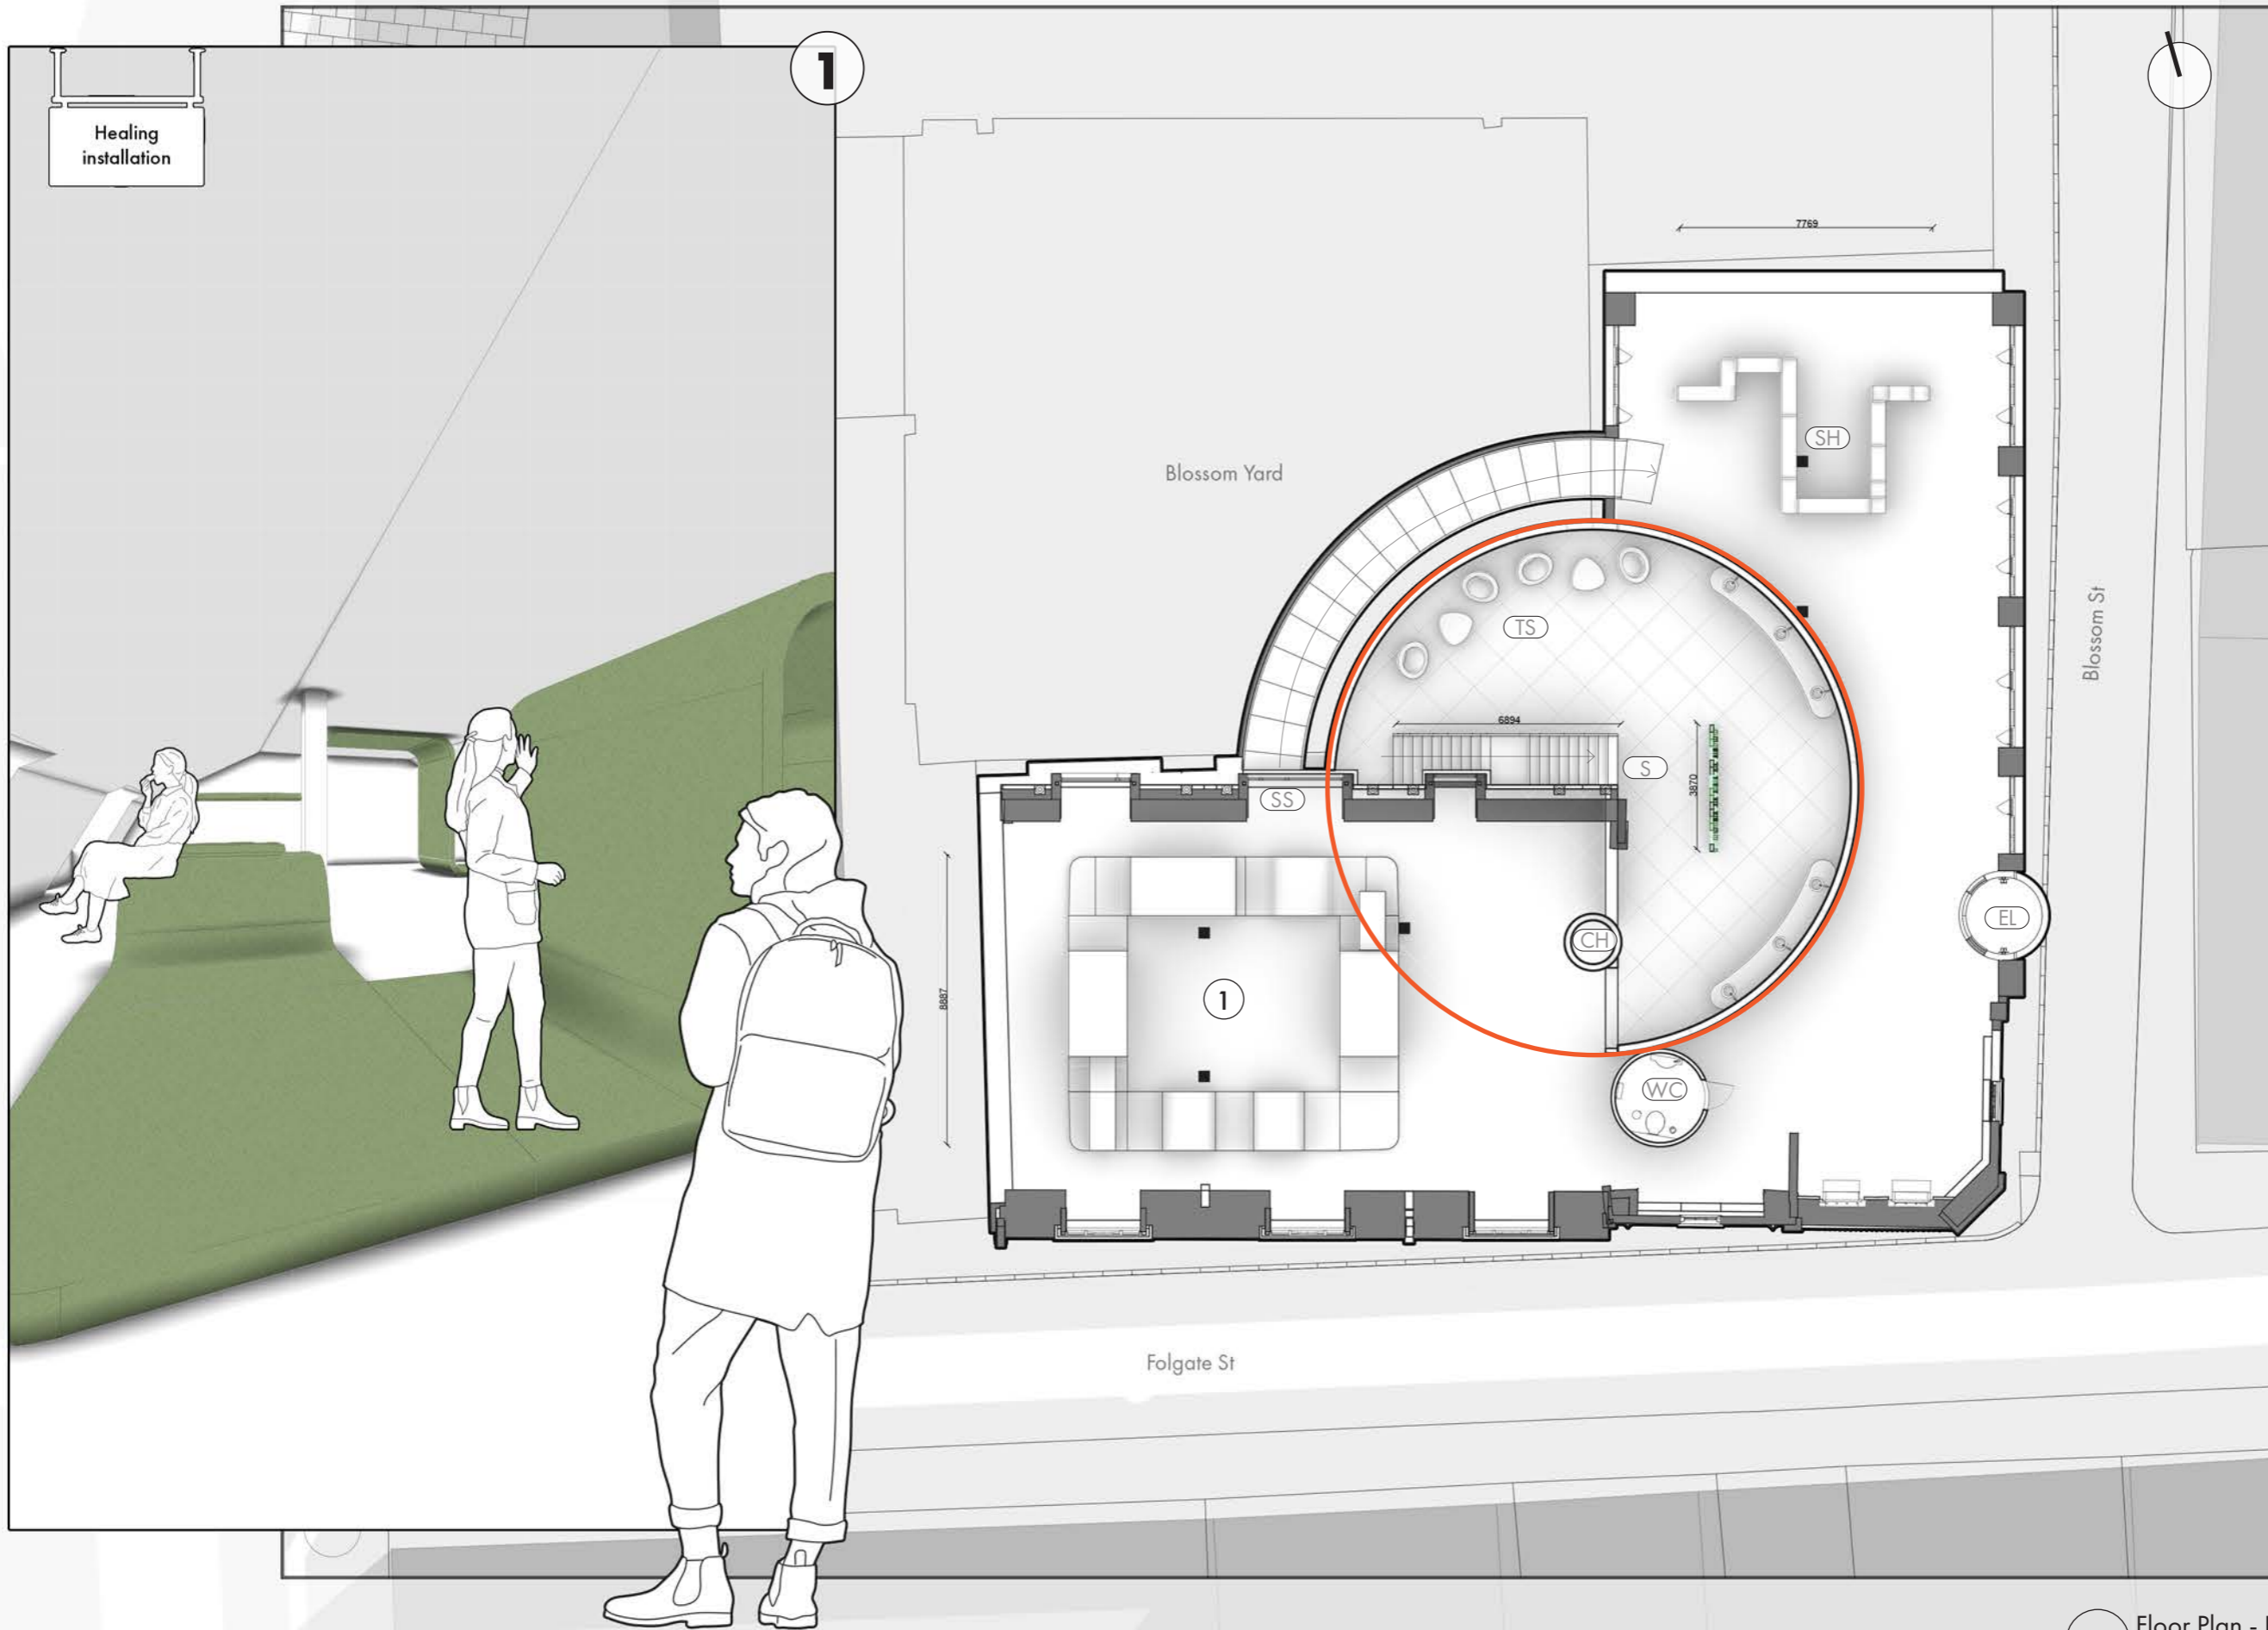 Healing
installation
1
7769
Blossom Yard
SH
Blossom St
TS
6894
S
3870
SS
EL
CH
1
8887
WC
Folgate St
Floor Plan -